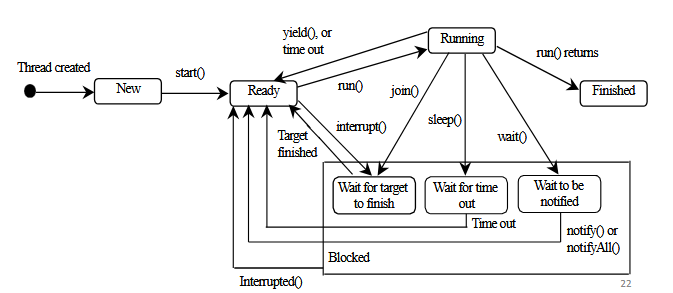 yield(), or
time out
Running
run() returns
Thread created
New
start()
Ready
run()
join()
Finished
interrupt()
sleep()
wait()
Target
finished
Wait for target
to finish
Wait for time
out
Wait to be
notified
Time out
notify() or
notifyAll()
Blocked
Interrupted()
22